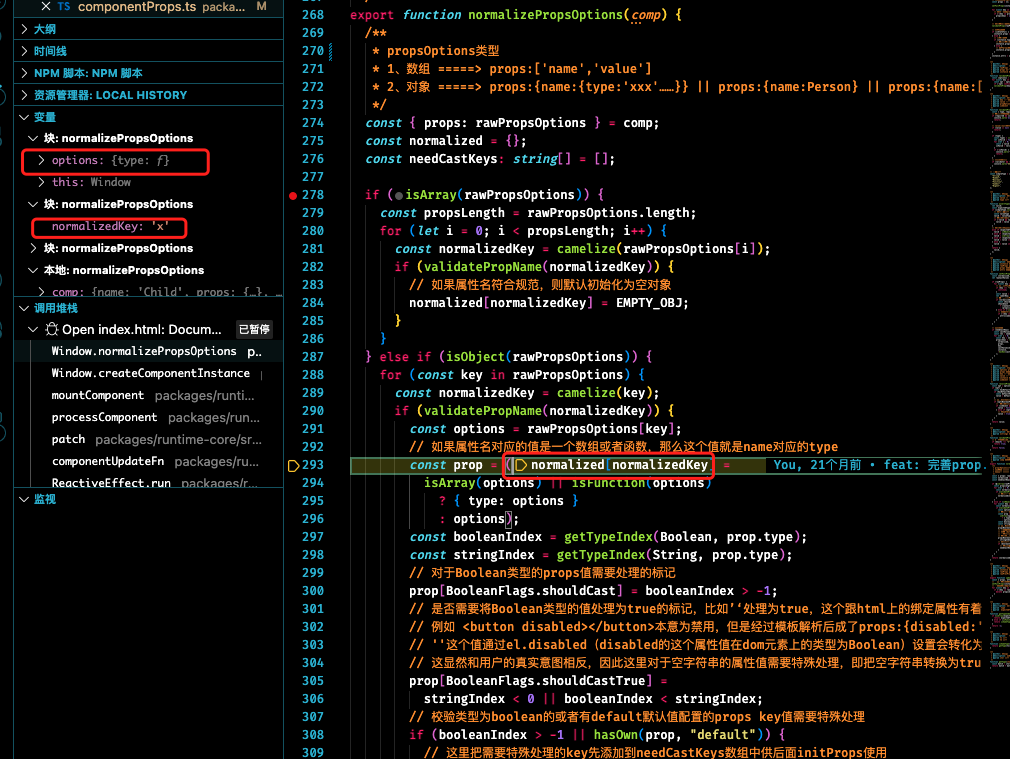 TS componentProps.ts packa... M
大纲
时间线
NPM 脚本: NPM 脚本
资源管理器: LOCAL HISTORY
变量
块: normalizePropsOptions
options: {type: ƒ}
this: Window
块: normalizePropsOptions
normalizedKey: 'x'
块: normalizePropsOptions
本地: normalizePropsOptions
comp: {name: 'Child', props: {…}, …
调用堆栈
Open index.html: Docum... 已暂停
Window.normalizePropsOptions p..
Window.createComponentInstance
mountComponent packages/runti...
processComponent packages/run...
patch packages/runtime-core/sr...
componentUpdateFn packages/r...
ReactiveEffect.run packages/r...
监视
268 export function normalizePropsOptions(comp) {
269 /**
270 * propsOptions类型
271 * 1、数组 =====> props:['name','value']
272 * 2、对象 =====> props:{name:{type:'xxx'……}} || props:{name:Person} || props:{name:[
273 */
274 const { props: rawPropsOptions } = comp;
275 const normalized = {};
276 const needCastKeys: string[] = [];
277
278 if (isArray(rawPropsOptions)) {
279 const propsLength = rawPropsOptions.length;
280 for (let i = 0; i < propsLength; i++) {
281 const normalizedKey = camelize(rawPropsOptions[i]);
282 if (validatePropName(normalizedKey)) {
283 // 如果属性名符合规范，则默认初始化为空对象
284 normalized[normalizedKey] = EMPTY_OBJ;
285 }
286 }
287 } else if (isObject(rawPropsOptions)) {
288 for (const key in rawPropsOptions) {
289 const normalizedKey = camelize(key);
290 if (validatePropName(normalizedKey)) {
291 const options = rawPropsOptions[key];
292 // 如果属性名对应的值是一个数组或者函数，那么这个值就是name对应的type
293 const prop = (normalized[normalizedKey] = You, 21个月前 • feat: 完善prop.
294 isArray(options) || isFunction(options)
295 ? { type: options }
296 : options);
297 const booleanIndex = getTypeIndex(Boolean, prop.type);
298 const stringIndex = getTypeIndex(String, prop.type);
299 // 对于Boolean类型的props值需要处理的标记
300 prop[BooleanFlags.shouldCast] = booleanIndex > -1;
301 // 是否需要将Boolean类型的值处理为true的标记，比如’‘处理为true，这个跟html上的绑定属性有着
302 // 例如 <button disabled></button>本意为禁用，但是经过模板解析后成了props:{disabled:'
303 // ''这个值通过el.disabled（disabled的这个属性值在dom元素上的类型为Boolean）设置会转化为
304 // 这显然和用户的真实意图相反，因此这里对于空字符串的属性值需要特殊处理，即把空字符串转换为tru
305 prop[BooleanFlags.shouldCastTrue] =
306 stringIndex < 0 || booleanIndex < stringIndex;
307 // 校验类型为boolean的或者有default默认值配置的props key值需要特殊处理
308 if (booleanIndex > -1 || hasOwn(prop, "default")) {
309 // 这里把需要特殊处理的key先添加到needCastKeys数组中供后面initProps使用